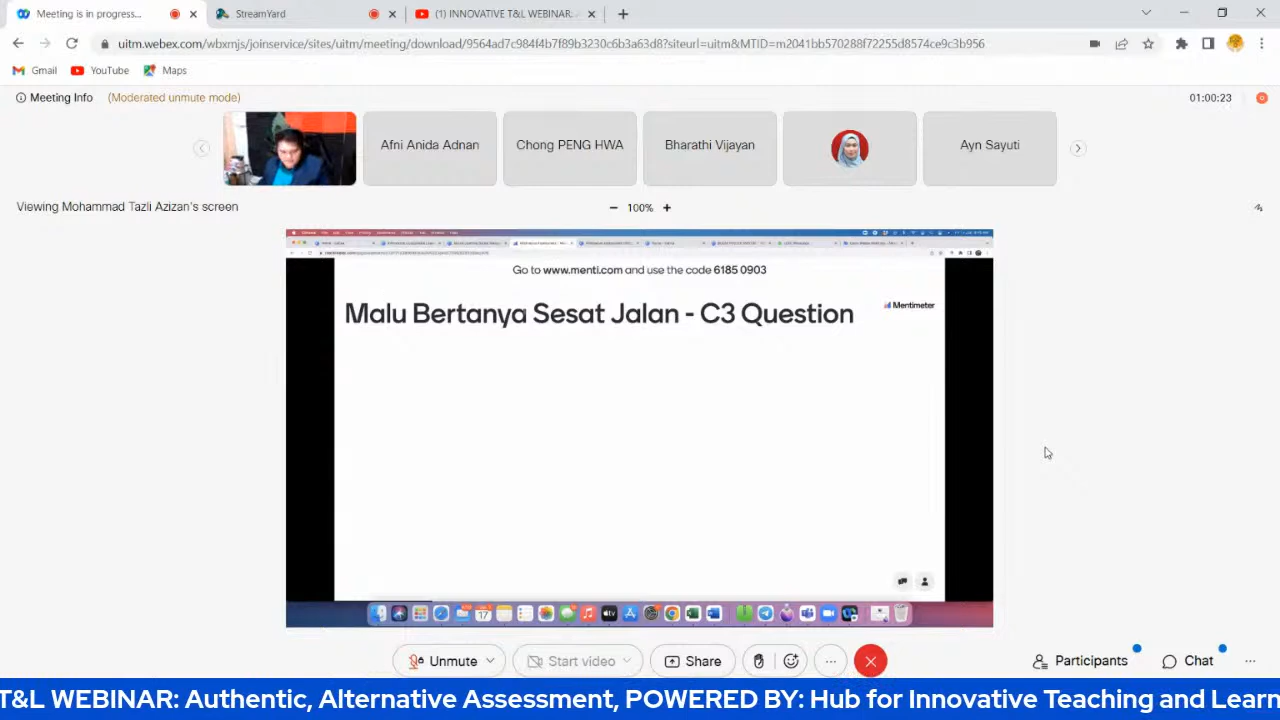 Meeting is in progress...
StreamYard
(1) INNOVATIVE T&L WEBINAR:
uitm.webex.com/wbxmjs/joinservice/sites/uitm/meeting/download/9564ad7c984f4b7f89b3230c6b3a63d8?siteurl=uitm&MTID=m2041bb570288f72255d8574ce9c3b956
Gmail
YouTube
Maps
Meeting Info
(Moderated unmute mode)
01:00:23
Afni Anida Adnan
Chong PENG HWA
Bharathi Vijayan
Ayn Sayuti
Viewing Mohammad Tazli Azizan's screen
100%
Go to www.menti.com and use the code 6185 0903
Malu Bertanya Sesat Jalan - C3 Question
Mentimeter
17
tv
Unmute
Start video
Share
Participants
Chat
T&L WEBINAR: Authentic, Alternative Assessment, POWERED BY: Hub for Innovative Teaching and Learn